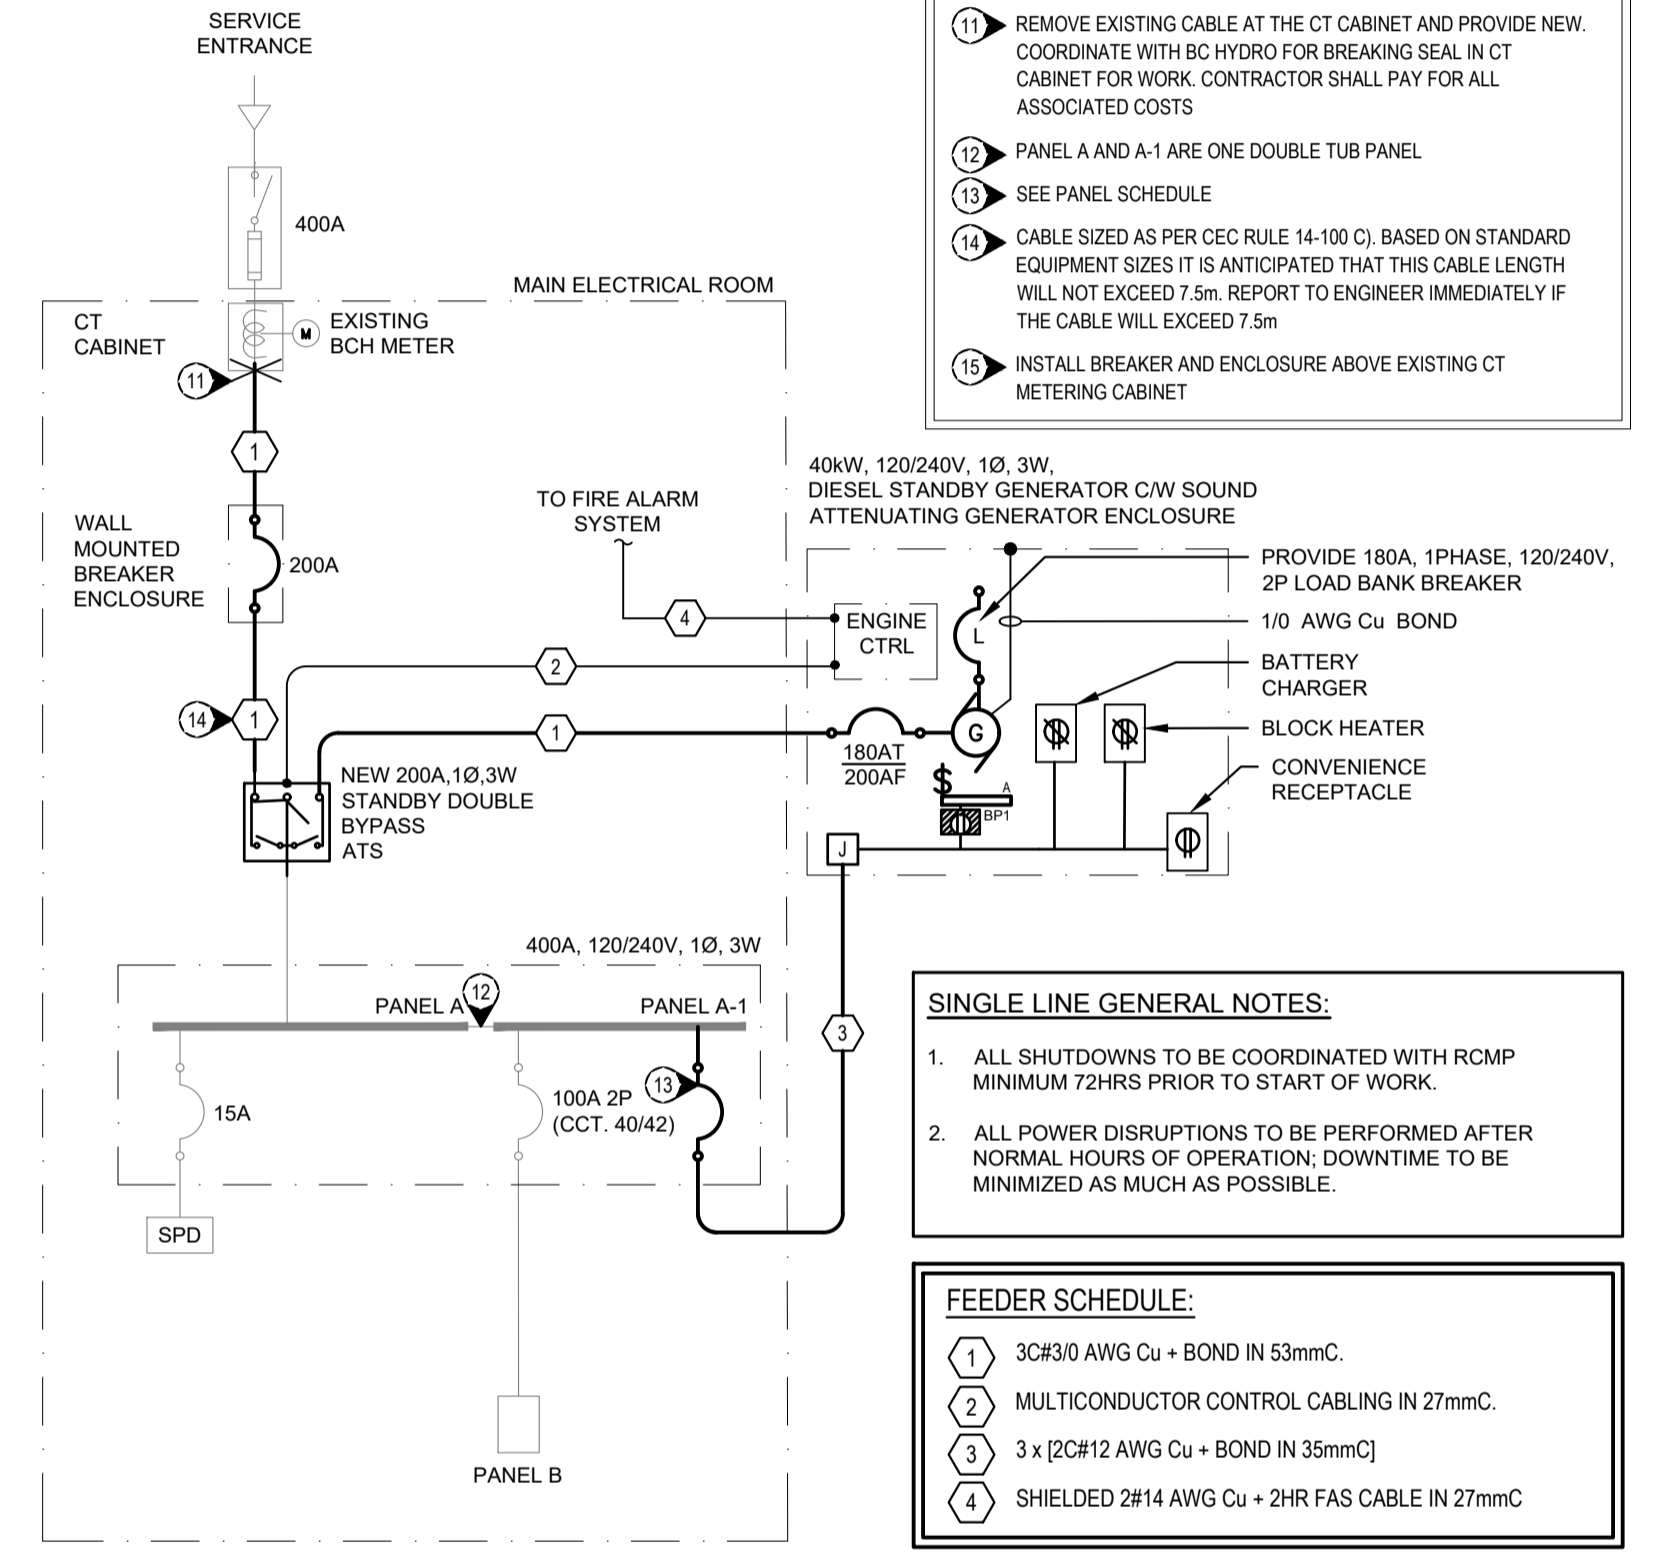 SERVICE
ENTRANCE
400A
MAIN ELECTRICAL ROOM
CT
CABINET
M
EXISTING
BCH METER
11
1
WALL
MOUNTED
BREAKER
ENCLOSURE
200A
TO FIRE ALARM
SYSTEM
4
2
14
1
1
NEW 200A,1Ø,3W
STANDBY DOUBLE
BYPASS
ATS
40kW, 120/240V, 1Ø, 3W,
DIESEL STANDBY GENERATOR C/W SOUND
ATTENUATING GENERATOR ENCLOSURE
ENGINE
CTRL
L
G
180AT
200AF
$
A
BP1
J
PROVIDE 180A, 1PHASE, 120/240V,
2P LOAD BANK BREAKER
1/0 AWG Cu BOND
BATTERY
CHARGER
BLOCK HEATER
CONVENIENCE
RECEPTACLE
400A, 120/240V, 1Ø, 3W
PANEL A
12
PANEL A-1
3
15A
100A 2P
(CCT. 40/42)
13
SPD
PANEL B
11 REMOVE EXISTING CABLE AT THE CT CABINET AND PROVIDE NEW.
COORDINATE WITH BC HYDRO FOR BREAKING SEAL IN CT
CABINET FOR WORK. CONTRACTOR SHALL PAY FOR ALL
ASSOCIATED COSTS
12 PANEL A AND A-1 ARE ONE DOUBLE TUB PANEL
13 SEE PANEL SCHEDULE
14 CABLE SIZED AS PER CEC RULE 14-100 C). BASED ON STANDARD
EQUIPMENT SIZES IT IS ANTICIPATED THAT THIS CABLE LENGTH
WILL NOT EXCEED 7.5m. REPORT TO ENGINEER IMMEDIATELY IF
THE CABLE WILL EXCEED 7.5m
15 INSTALL BREAKER AND ENCLOSURE ABOVE EXISTING CT
METERING CABINET
SINGLE LINE GENERAL NOTES:
1. ALL SHUTDOWNS TO BE COORDINATED WITH RCMP
MINIMUM 72HRS PRIOR TO START OF WORK.
2. ALL POWER DISRUPTIONS TO BE PERFORMED AFTER
NORMAL HOURS OF OPERATION; DOWNTIME TO BE
MINIMIZED AS MUCH AS POSSIBLE.
FEEDER SCHEDULE:
1 3C#3/0 AWG Cu + BOND IN 53mmC.
2 MULTICONDUCTOR CONTROL CABLING IN 27mmC.
3 3 x [2C#12 AWG Cu + BOND IN 35mmC]
4 SHIELDED 2#14 AWG Cu + 2HR FAS CABLE IN 27mmC